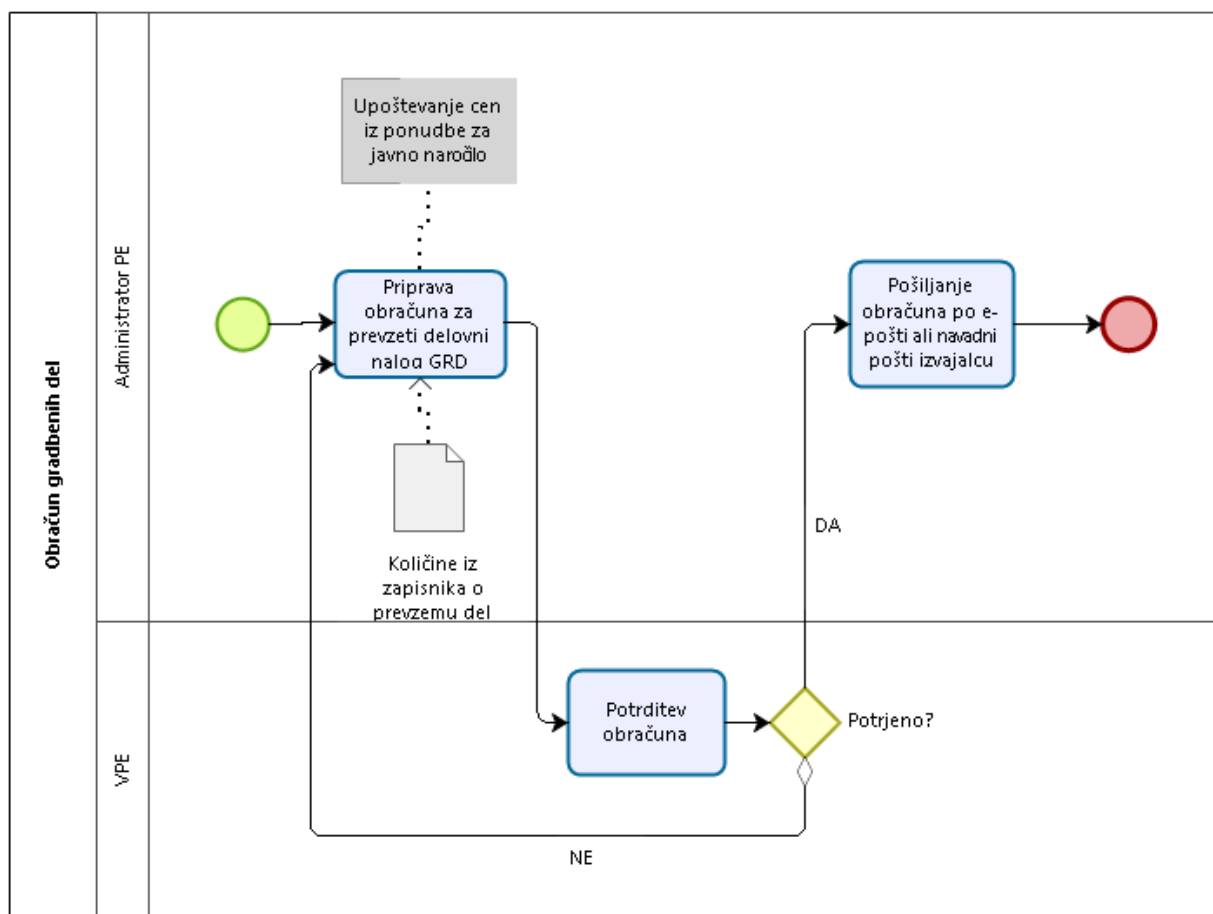 Obračun gradbenih del
Administrator PE
Upoštevanje cen
iz ponudbe za
javno naročilo
Priprava
obračuna za
prevzeti delovni
nalog GRD
Količine iz
zapisnika o
prevzemu del
Pošiljanje
obračuna po e-
pošti ali navadni
pošti izvajalcu
DA
VPE
Potrditev
obračuna
Potrjeno?
NE